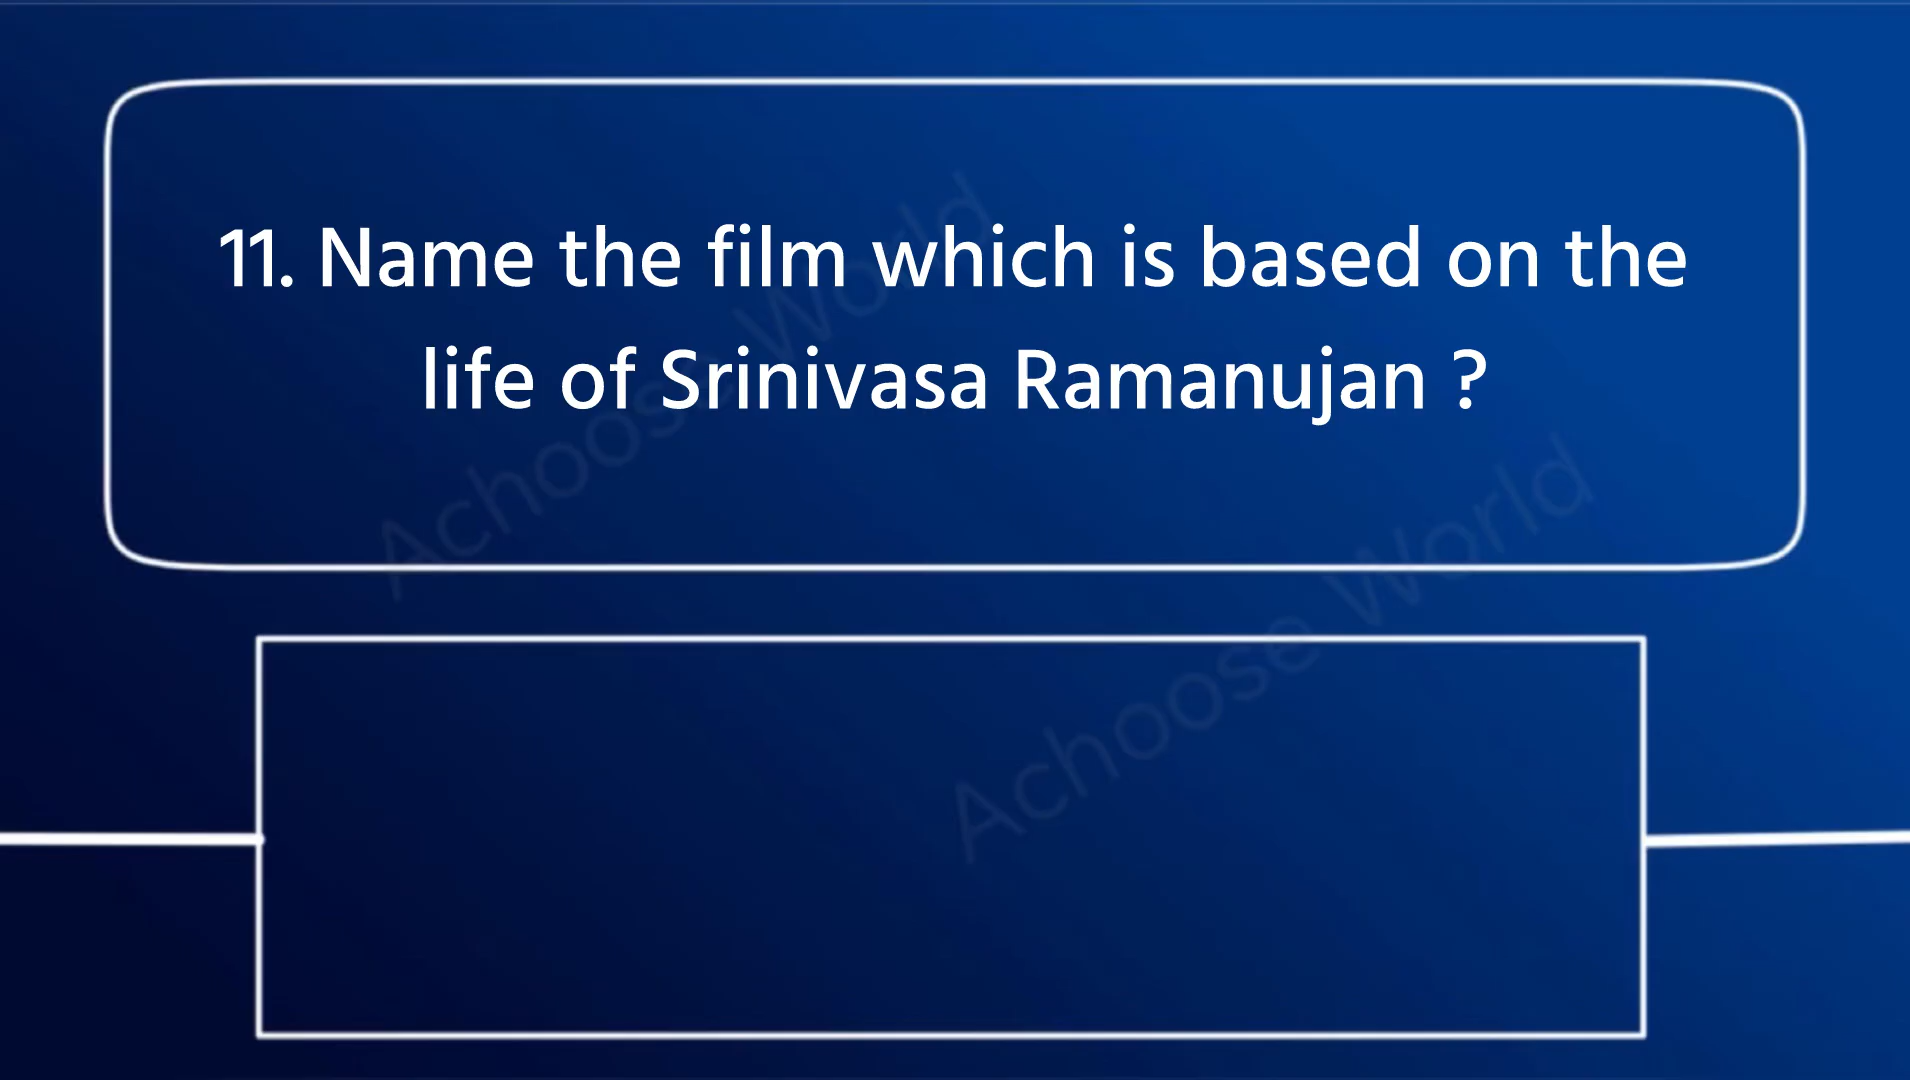 11. Name the film which is based on the
life of Srinivasa Ramanujan ?
Achoose World
Achoose World